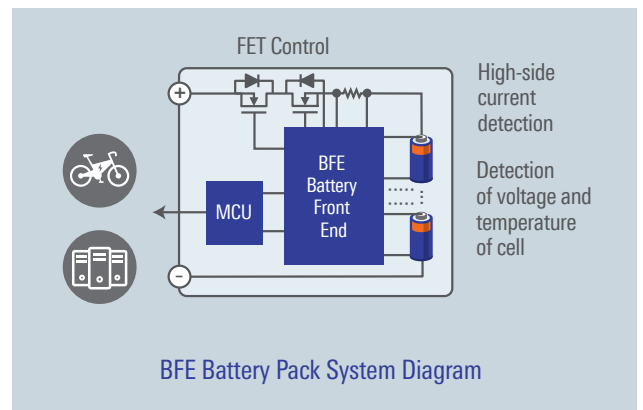 FET Control
+
High-side
current
detection
BFE
Battery
Front
End
MCU
Detection
of voltage and
temperature
of cell
−
BFE Battery Pack System Diagram